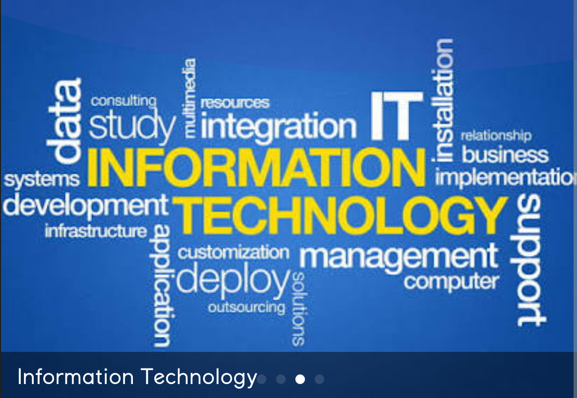 data
consulting
study
multimedia
resources
integration
IT
installation
relationship
business
systems
INFORMATION
implementatio
development
TECHNOLOGY
infrastructure
application
customization
management
support
deploy
solutions
computer
outsourcing
Information Technology